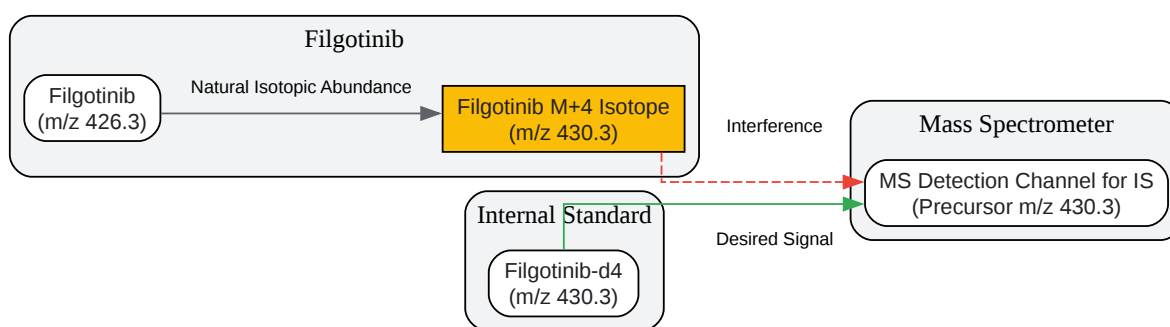 Filgotinib
Filgotinib
(m/z 426.3)
Natural Isotopic Abundance
Filgotinib M+4 Isotope
(m/z 430.3)
Interference
Mass Spectrometer
MS Detection Channel for IS
(Precursor m/z 430.3)
Internal Standard
Desired Signal
Filgotinib-d4
(m/z 430.3)